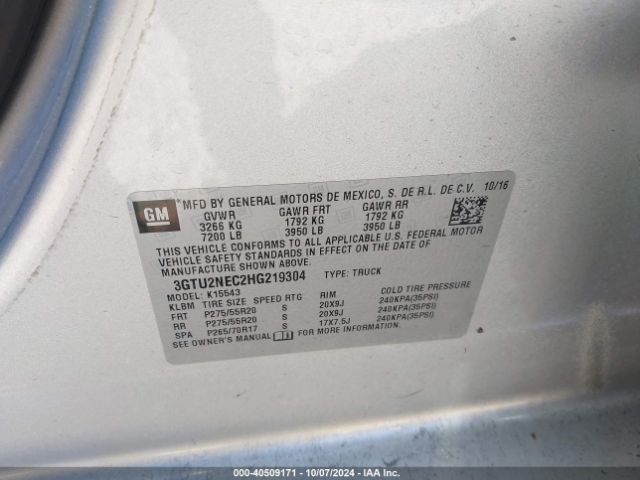 GM
*MFD BY GENERAL MOTORS DE MEXICO, S. DE R.L. DE C.V. 10/16
GVWR GAWR FRT GAWR RR
3266 KG 1792 KG 1792 KG
7200 LB 3950 LB 3950 LB
THIS VEHICLE CONFORMS TO ALL APPLICABLE U.S. FEDERAL MOTOR
VEHICLE SAFETY STANDARDS IN EFFECT ON THE DATE OF
MANUFACTURE SHOWN ABOVE.
3GTU2NEC2HG219304 TYPE: TRUCK
MODEL: K15543
KLBM TIRE SIZE SPEED RTG RIM COLD TIRE PRESSURE
FRT P275/55R20 S 20X9J 240KPA(35PSI)
RR P275/55R20 S 20X9J 240KPA(35PSI)
SPA P265/70R17 S 17X7.5J 240KPA(35PSI)
SEE OWNER'S MANUAL FOR MORE INFORMATION
000-40509171 - 10/07/2024 - IAA Inc.